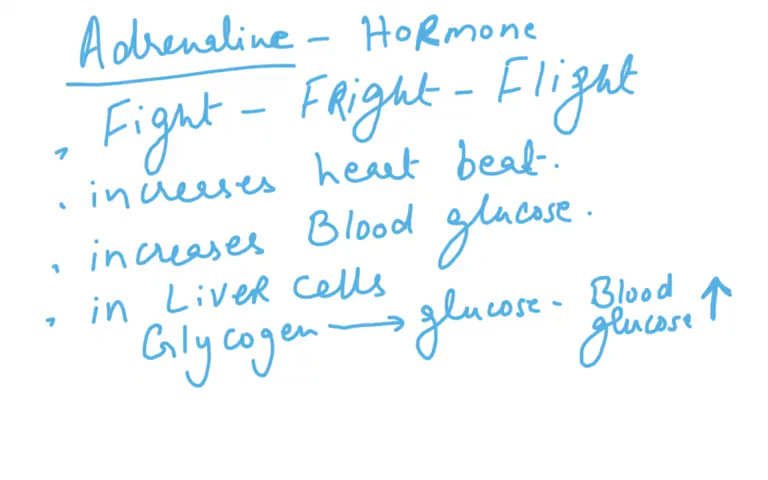 Adrenaline - HoRmone
Fight - FRight - Flight
increases heart beat.
increases Blood glucose.
in LiveR cells
Glycogen → glucose - Blood glucose ↑